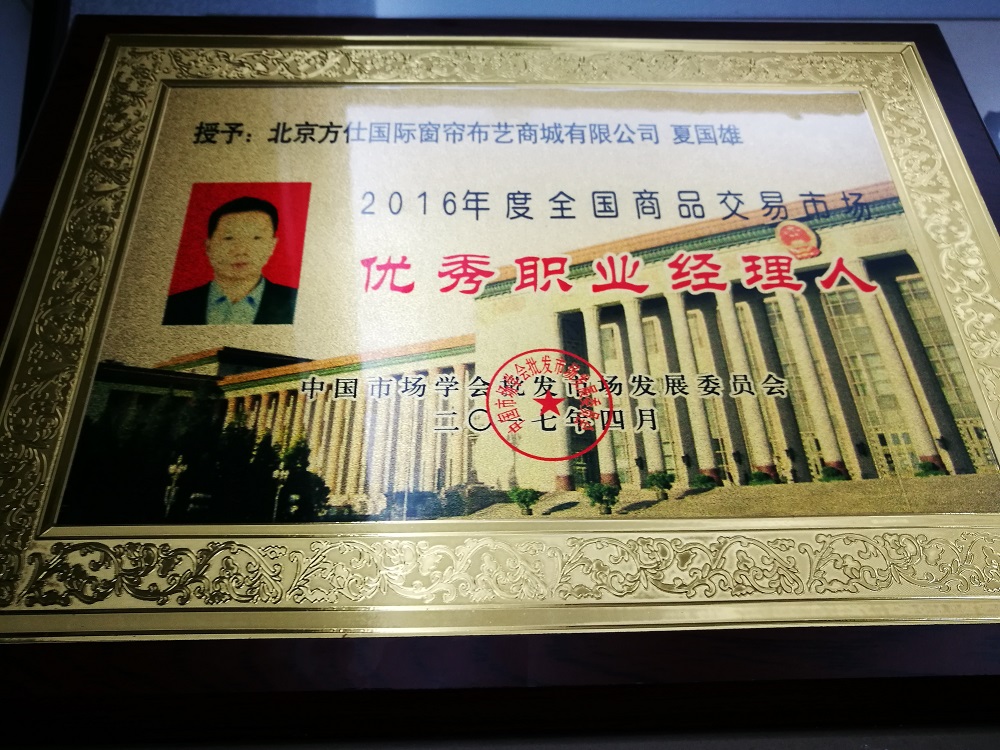 授予：北京方仕国际窗帘布艺商城有限公司 夏国雄
2016年度全国商品交易市场
优秀职业经理人
中国市场学会批发市场发展委员会
二〇一七年四月